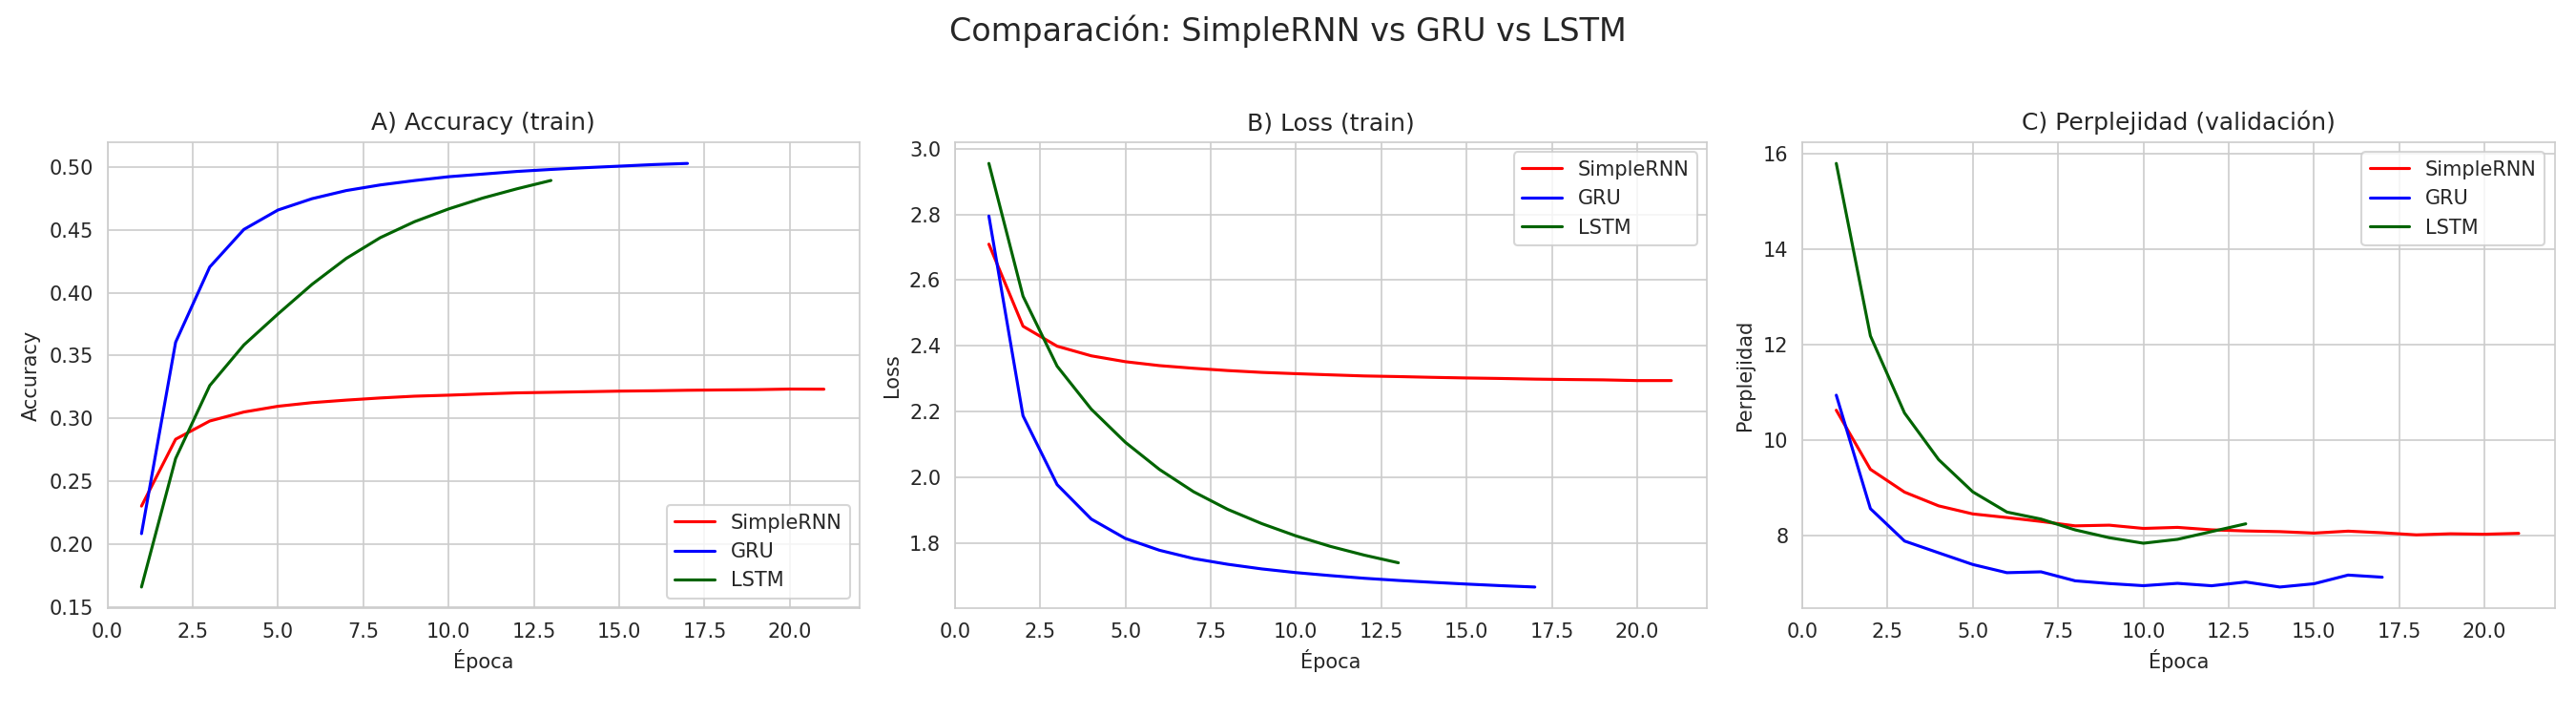 Comparación: SimpleRNN vs GRU vs LSTM
A) Accuracy (train)
Accuracy
0.50
0.45
0.40
0.35
0.30
0.25
0.20
0.15
0.0 2.5 5.0 7.5 10.0 12.5 15.0 17.5 20.0
Época
SimpleRNN
GRU
LSTM
B) Loss (train)
Loss
3.0
2.8
2.6
2.4
2.2
2.0
1.8
0.0 2.5 5.0 7.5 10.0 12.5 15.0 17.5 20.0
Época
SimpleRNN
GRU
LSTM
C) Perplejidad (validación)
Perplejidad
16
14
12
10
8
0.0 2.5 5.0 7.5 10.0 12.5 15.0 17.5 20.0
Época
SimpleRNN
GRU
LSTM